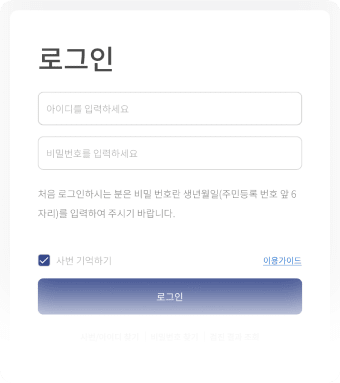 로그인
아이디를 입력하세요
비밀번호를 입력하세요
처음 로그인하시는 분은 비밀 번호란 생년월일(주민등록 번호 앞 6
자리)를 입력하여 주시기 바랍니다.
사번 기억하기
이용가이드
로그인